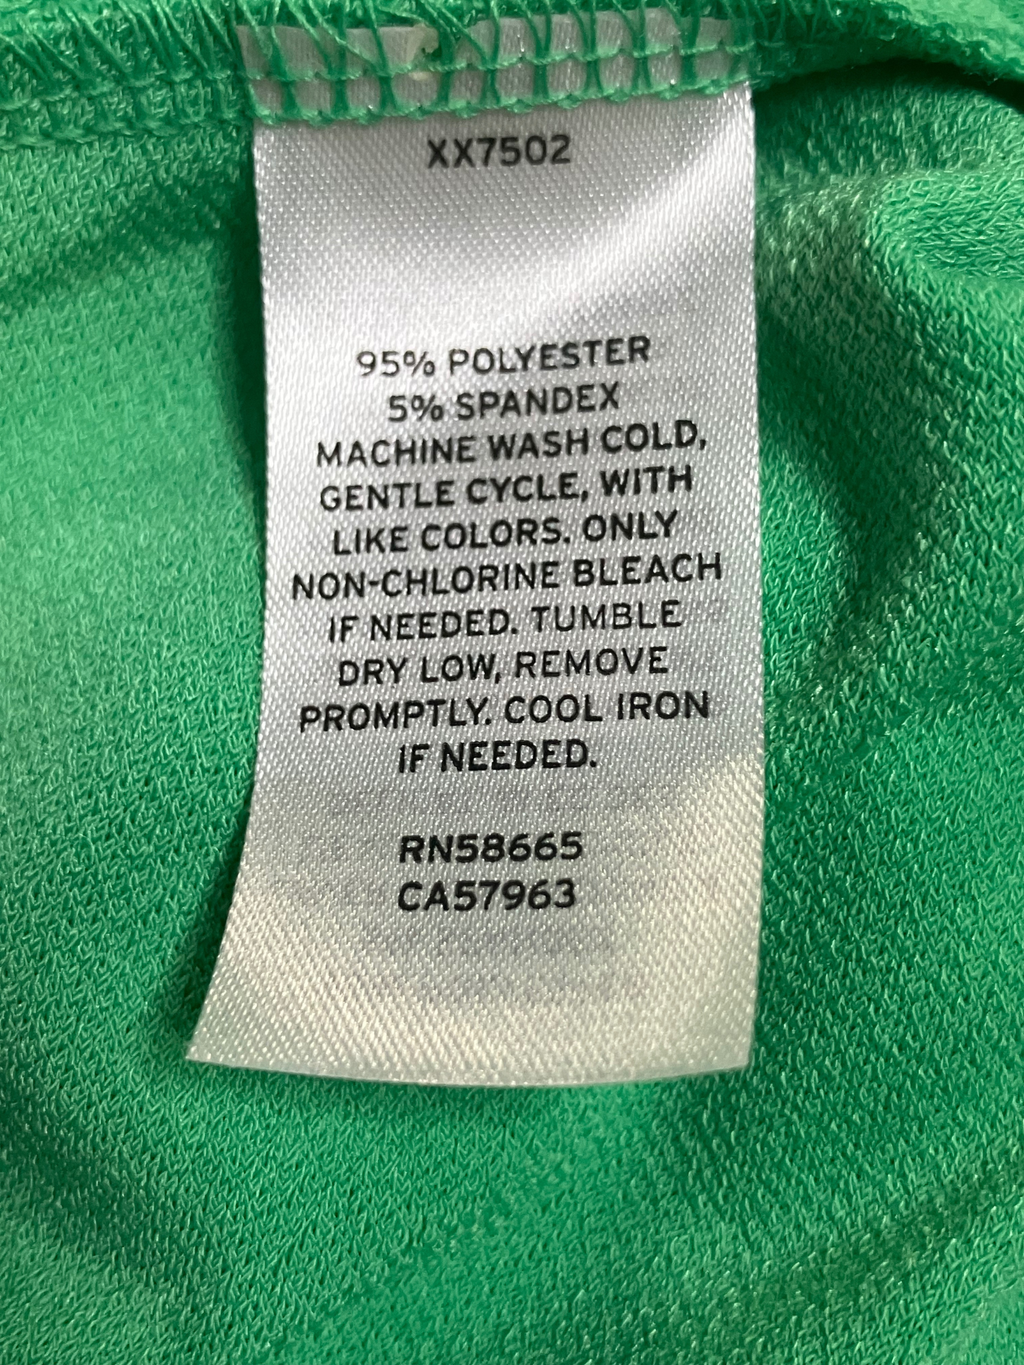 XX7502
95% POLYESTER
5% SPANDEX
MACHINE WASH COLD,
GENTLE CYCLE, WITH
LIKE COLORS. ONLY
NON-CHLORINE BLEACH
IF NEEDED. TUMBLE
DRY LOW, REMOVE
PROMPTLY. COOL IRON
IF NEEDED.
RN58665
CA57963